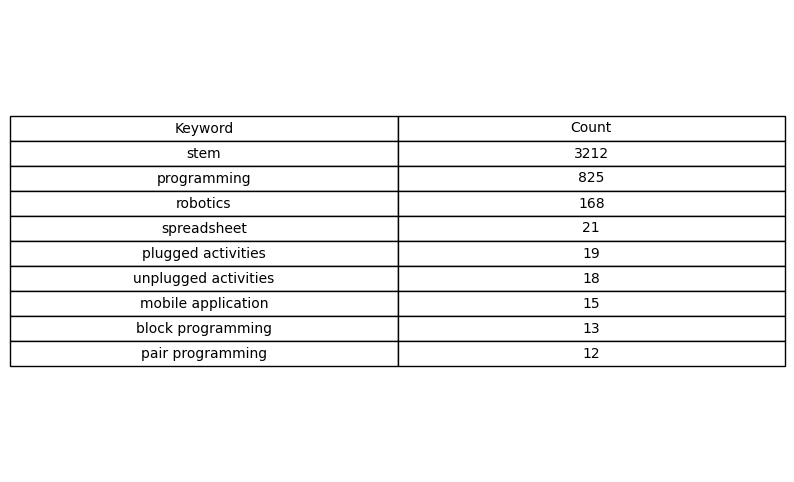 Keyword Count
stem 3212
programming 825
robotics 168
spreadsheet 21
plugged activities 19
unplugged activities 18
mobile application 15
block programming 13
pair programming 12